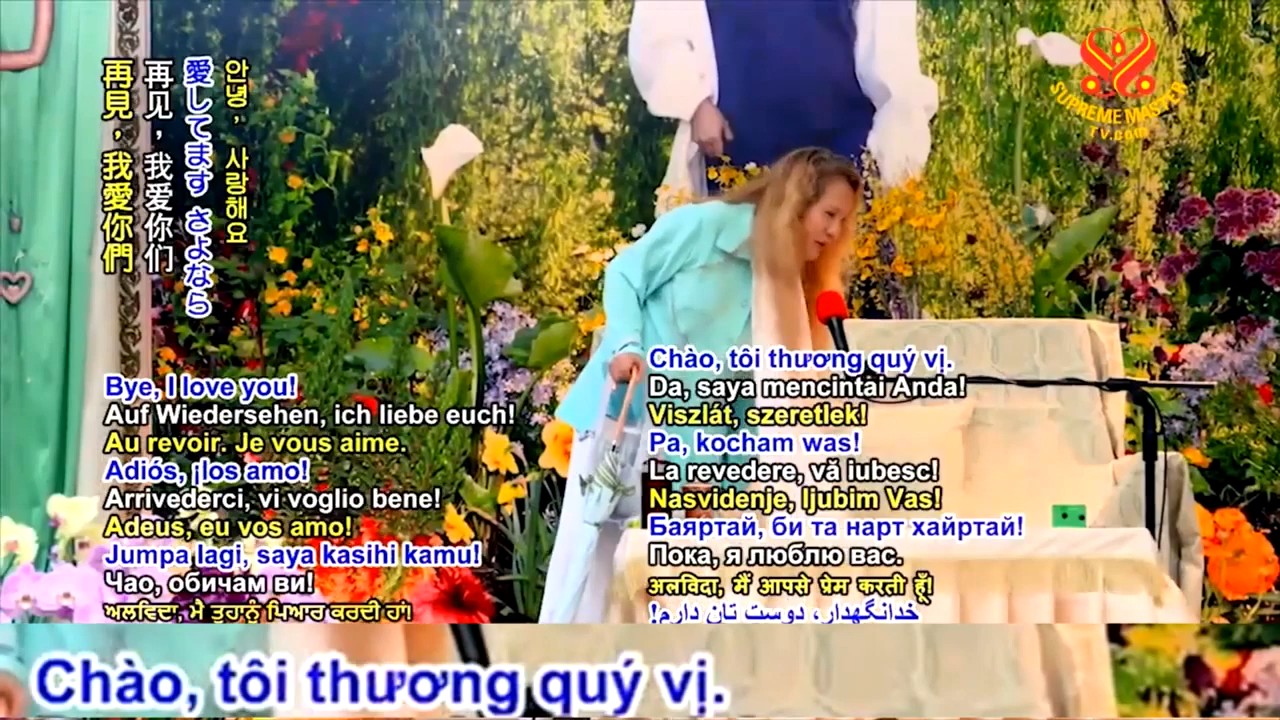 SUPREME MASTER
TV.com
안녕, 사랑해요
愛してます さよなら
再见，我爱你们
再見，我愛你們
Bye, I love you!
Auf Wiedersehen, ich liebe euch!
Au revoir. Je vous aime.
Adiós, ¡los amo!
Arrivederci, vi voglio bene!
Adeus, eu vos amo!
Jumpa lagi, saya kasihi kamu!
Чао, обичам ви!
ਅਲਵਿਦਾ, ਮੈ ਤੁਹਾਨੂੰ ਪਿਆਰ ਕਰਦੀ ਹਾਂ!
Chào, tôi thương quý vị.
Da, saya mencintai Anda!
Viszlát, szeretlek!
Pa, kocham was!
La revedere, vă iubesc!
Nasvidenje, ljubim Vas!
Баяртай, би та нарт хайртай!
Пока, я люблю вас.
अलविदा, मैं आपसे प्रेम करती हूँ!
خدانگهدار، دوست تان دارم!
Chào, tôi thương quý vị.